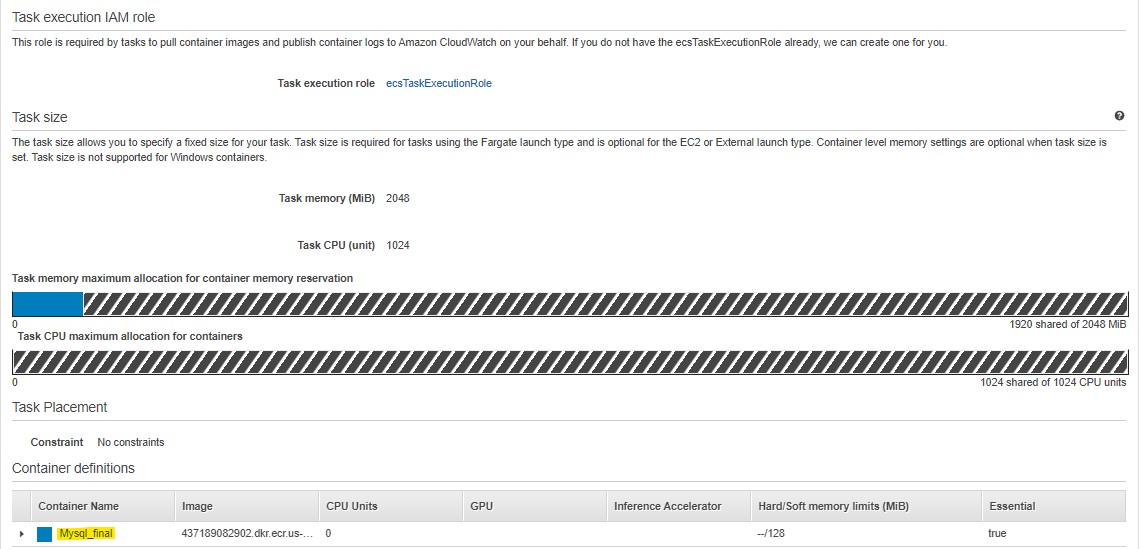 Task execution IAM role
This role is required by tasks to pull container images and publish container logs to Amazon CloudWatch on your behalf. If you do not have the ecsTaskExecutionRole already, we can create one for you.
Task execution role ecsTaskExecutionRole
Task size
The task size allows you to specify a fixed size for your task. Task size is required for tasks using the Fargate launch type and is optional for the EC2 or External launch type. Container level memory settings are optional when task size is
set. Task size is not supported for Windows containers.
Task memory (MiB) 2048
Task CPU (unit) 1024
Task memory maximum allocation for container memory reservation
0 1920 shared of 2048 MiB
Task CPU maximum allocation for containers
0 1024 shared of 1024 CPU units
Task Placement
Constraint No constraints
Container definitions
Container Name Image CPU Units GPU Inference Accelerator Hard/Soft memory limits (MiB) Essential
Mysql_final 437189082902.dkr.ecr.us-... 0 --/128 true